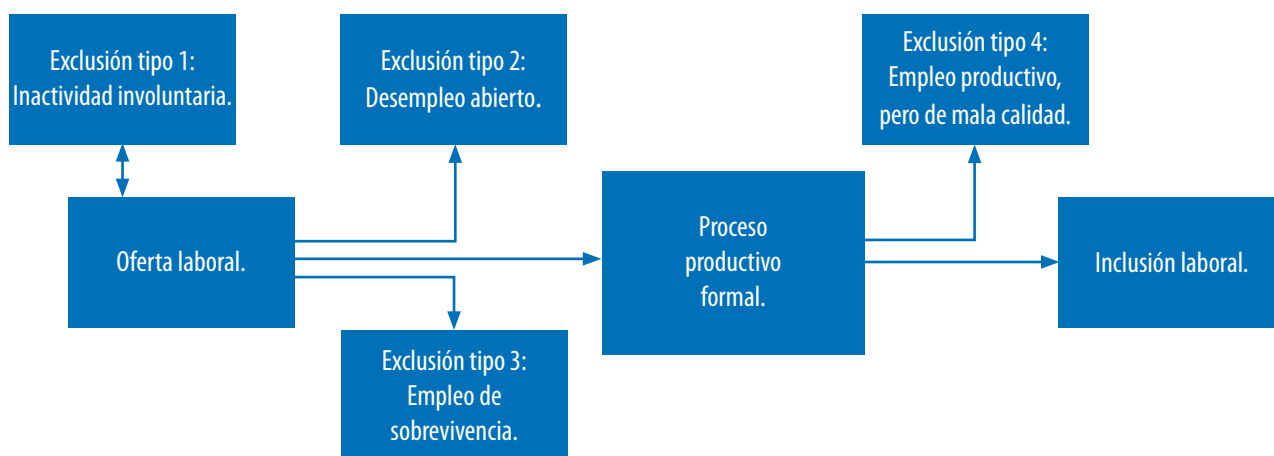 Exclusión tipo 1:
Inactividad involuntaria.
Exclusión tipo 2:
Desempleo abierto.
Exclusión tipo 4:
Empleo productivo,
pero de mala calidad.
Oferta laboral.
Proceso
productivo
formal.
Inclusión laboral.
Exclusión tipo 3:
Empleo de
sobrevivencia.